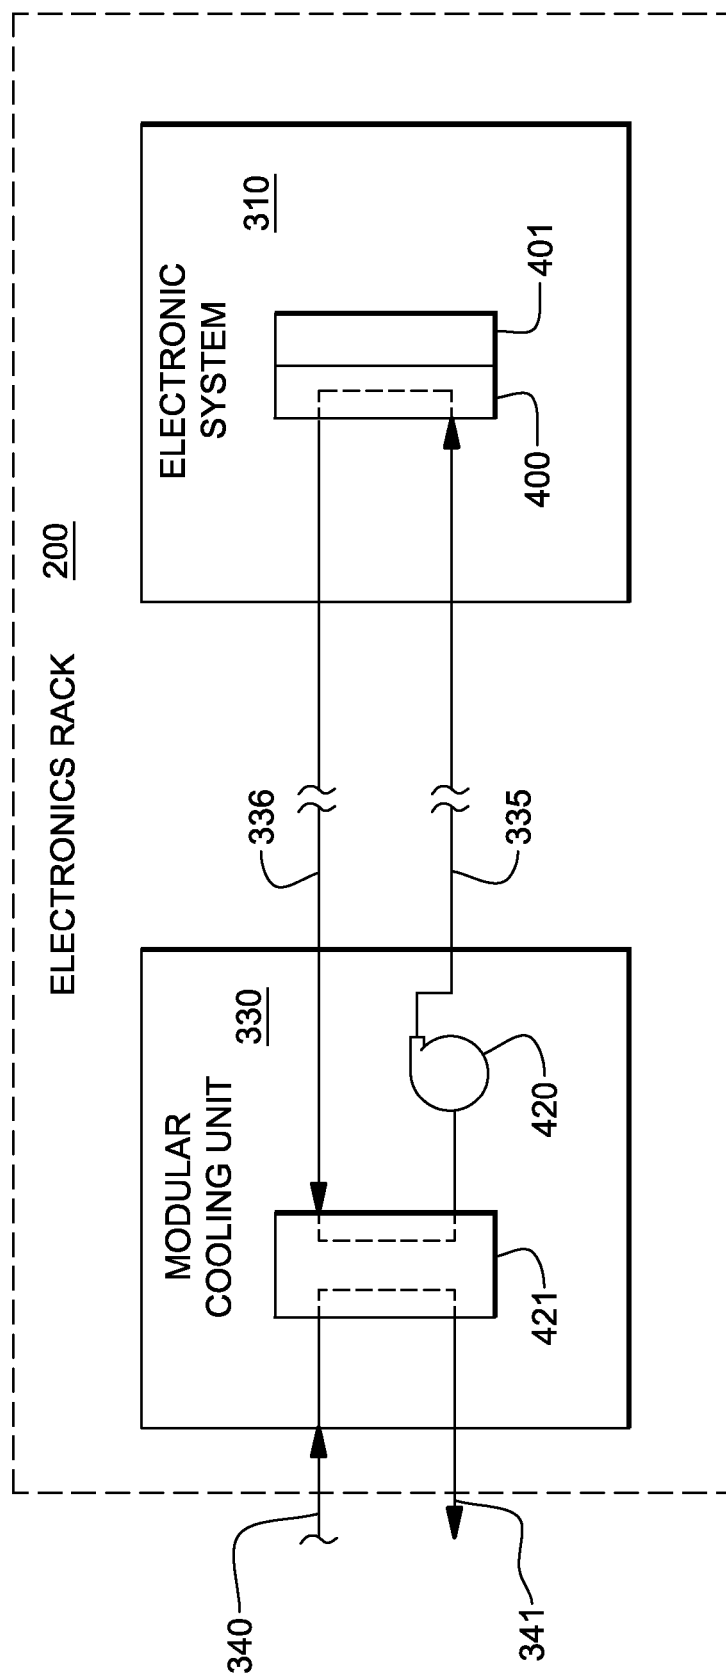 ELECTRONICS RACK 200
MODULAR
COOLING UNIT
330
ELECTRONIC
SYSTEM
310
336
335
340
341
421
420
400
401